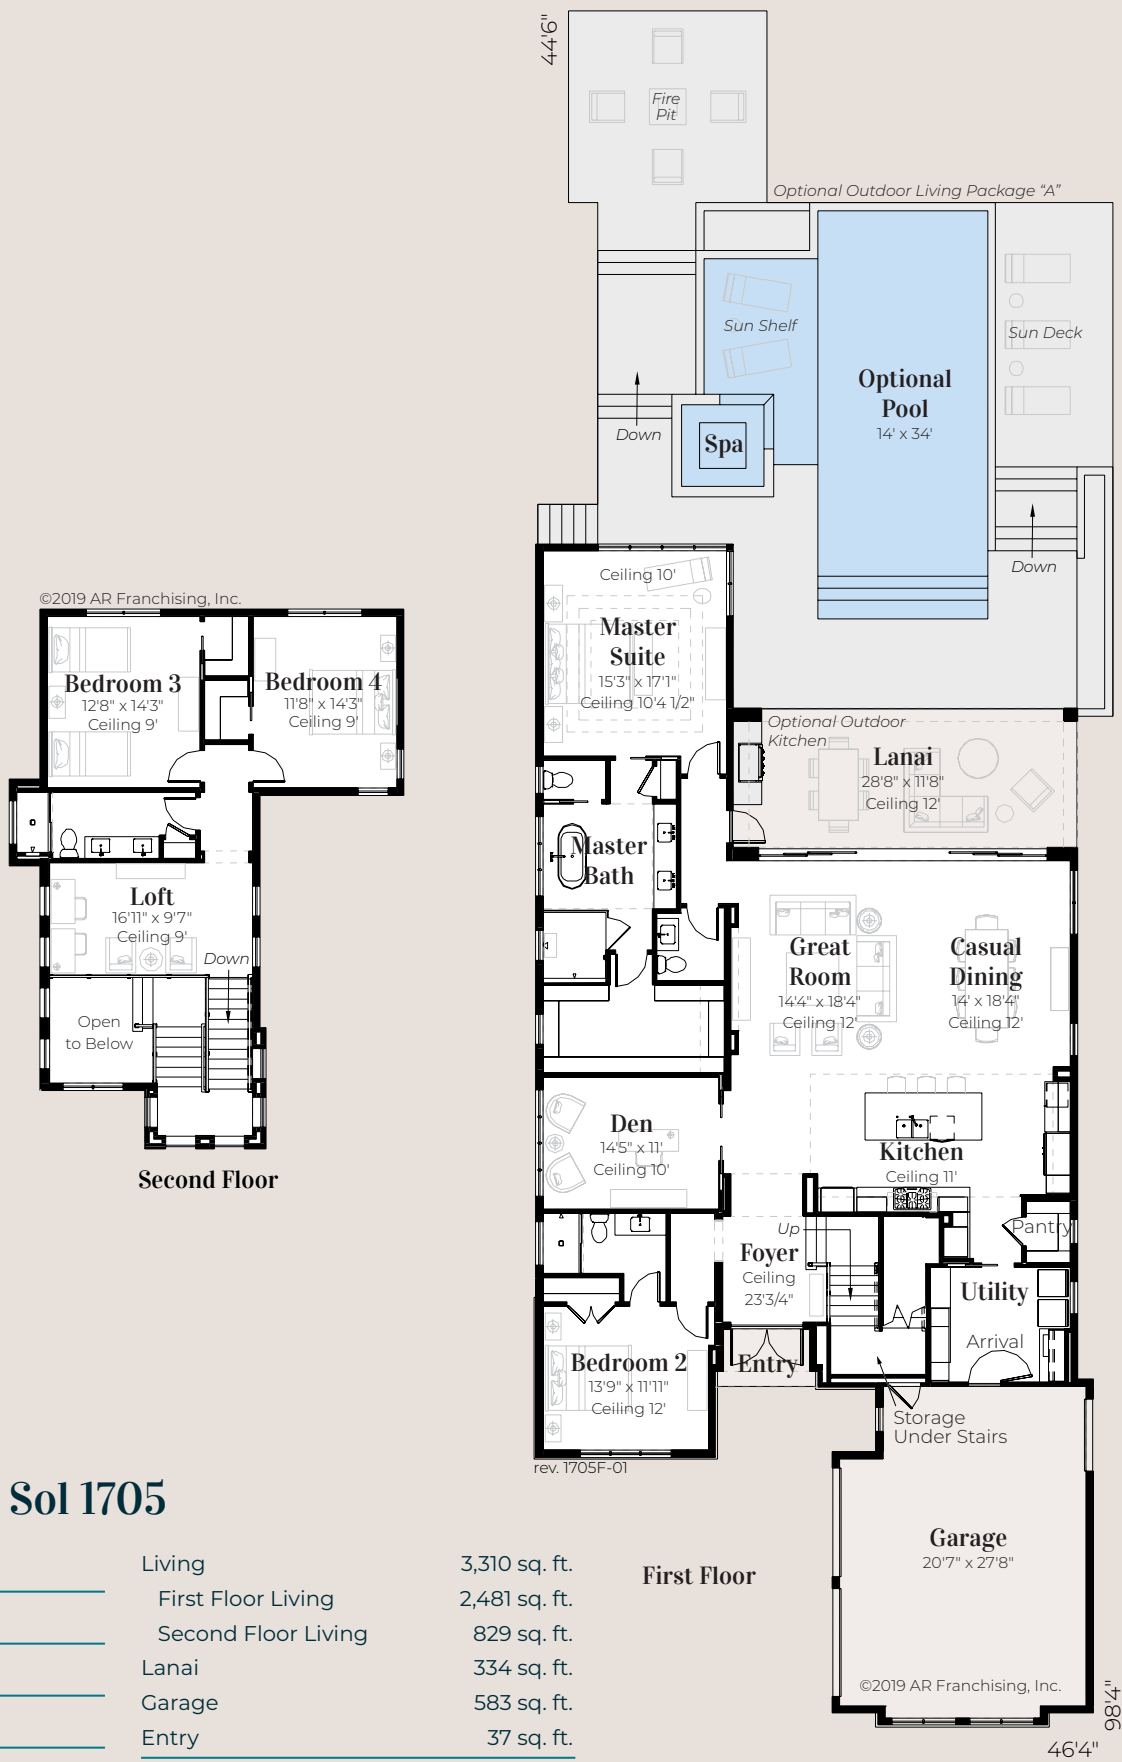 44'6"
Fire
Pit
Optional Outdoor Living Package “A”
Sun Shelf
Sun Deck
Optional
Pool
14' x 34'
Spa
Down
Down
Ceiling 10'
Master
Suite
15'3" x 17'1"
Ceiling 10'4 1/2"
Optional Outdoor
Kitchen
Lanai
28'8" x 11'8"
Ceiling 12'
Master
Bath
Great
Room
14'4" x 18'4"
Ceiling 12'
Casual
Dining
14' x 18'4"
Ceiling 12'
Den
14'5" x 11'
Ceiling 10'
Kitchen
Ceiling 11'
Pantry
Up
Foyer
Ceiling
23'3/4"
Utility
Arrival
Bedroom 2
13'9" x 11'11"
Ceiling 12'
Entry
Storage
Under Stairs
rev. 1705F-01
Garage
20'7" x 27'8"
©2019 AR Franchising, Inc.
98'4"
46'4"
First Floor
©2019 AR Franchising, Inc.
Bedroom 3
12'8" x 14'3"
Ceiling 9'
Bedroom 4
11'8" x 14'3"
Ceiling 9'
Loft
16'11" x 9'7"
Ceiling 9'
Down
Open
to Below
Second Floor
Sol 1705
Living 3,310 sq. ft.
First Floor Living 2,481 sq. ft.
Second Floor Living 829 sq. ft.
Lanai 334 sq. ft.
Garage 583 sq. ft.
Entry 37 sq. ft.